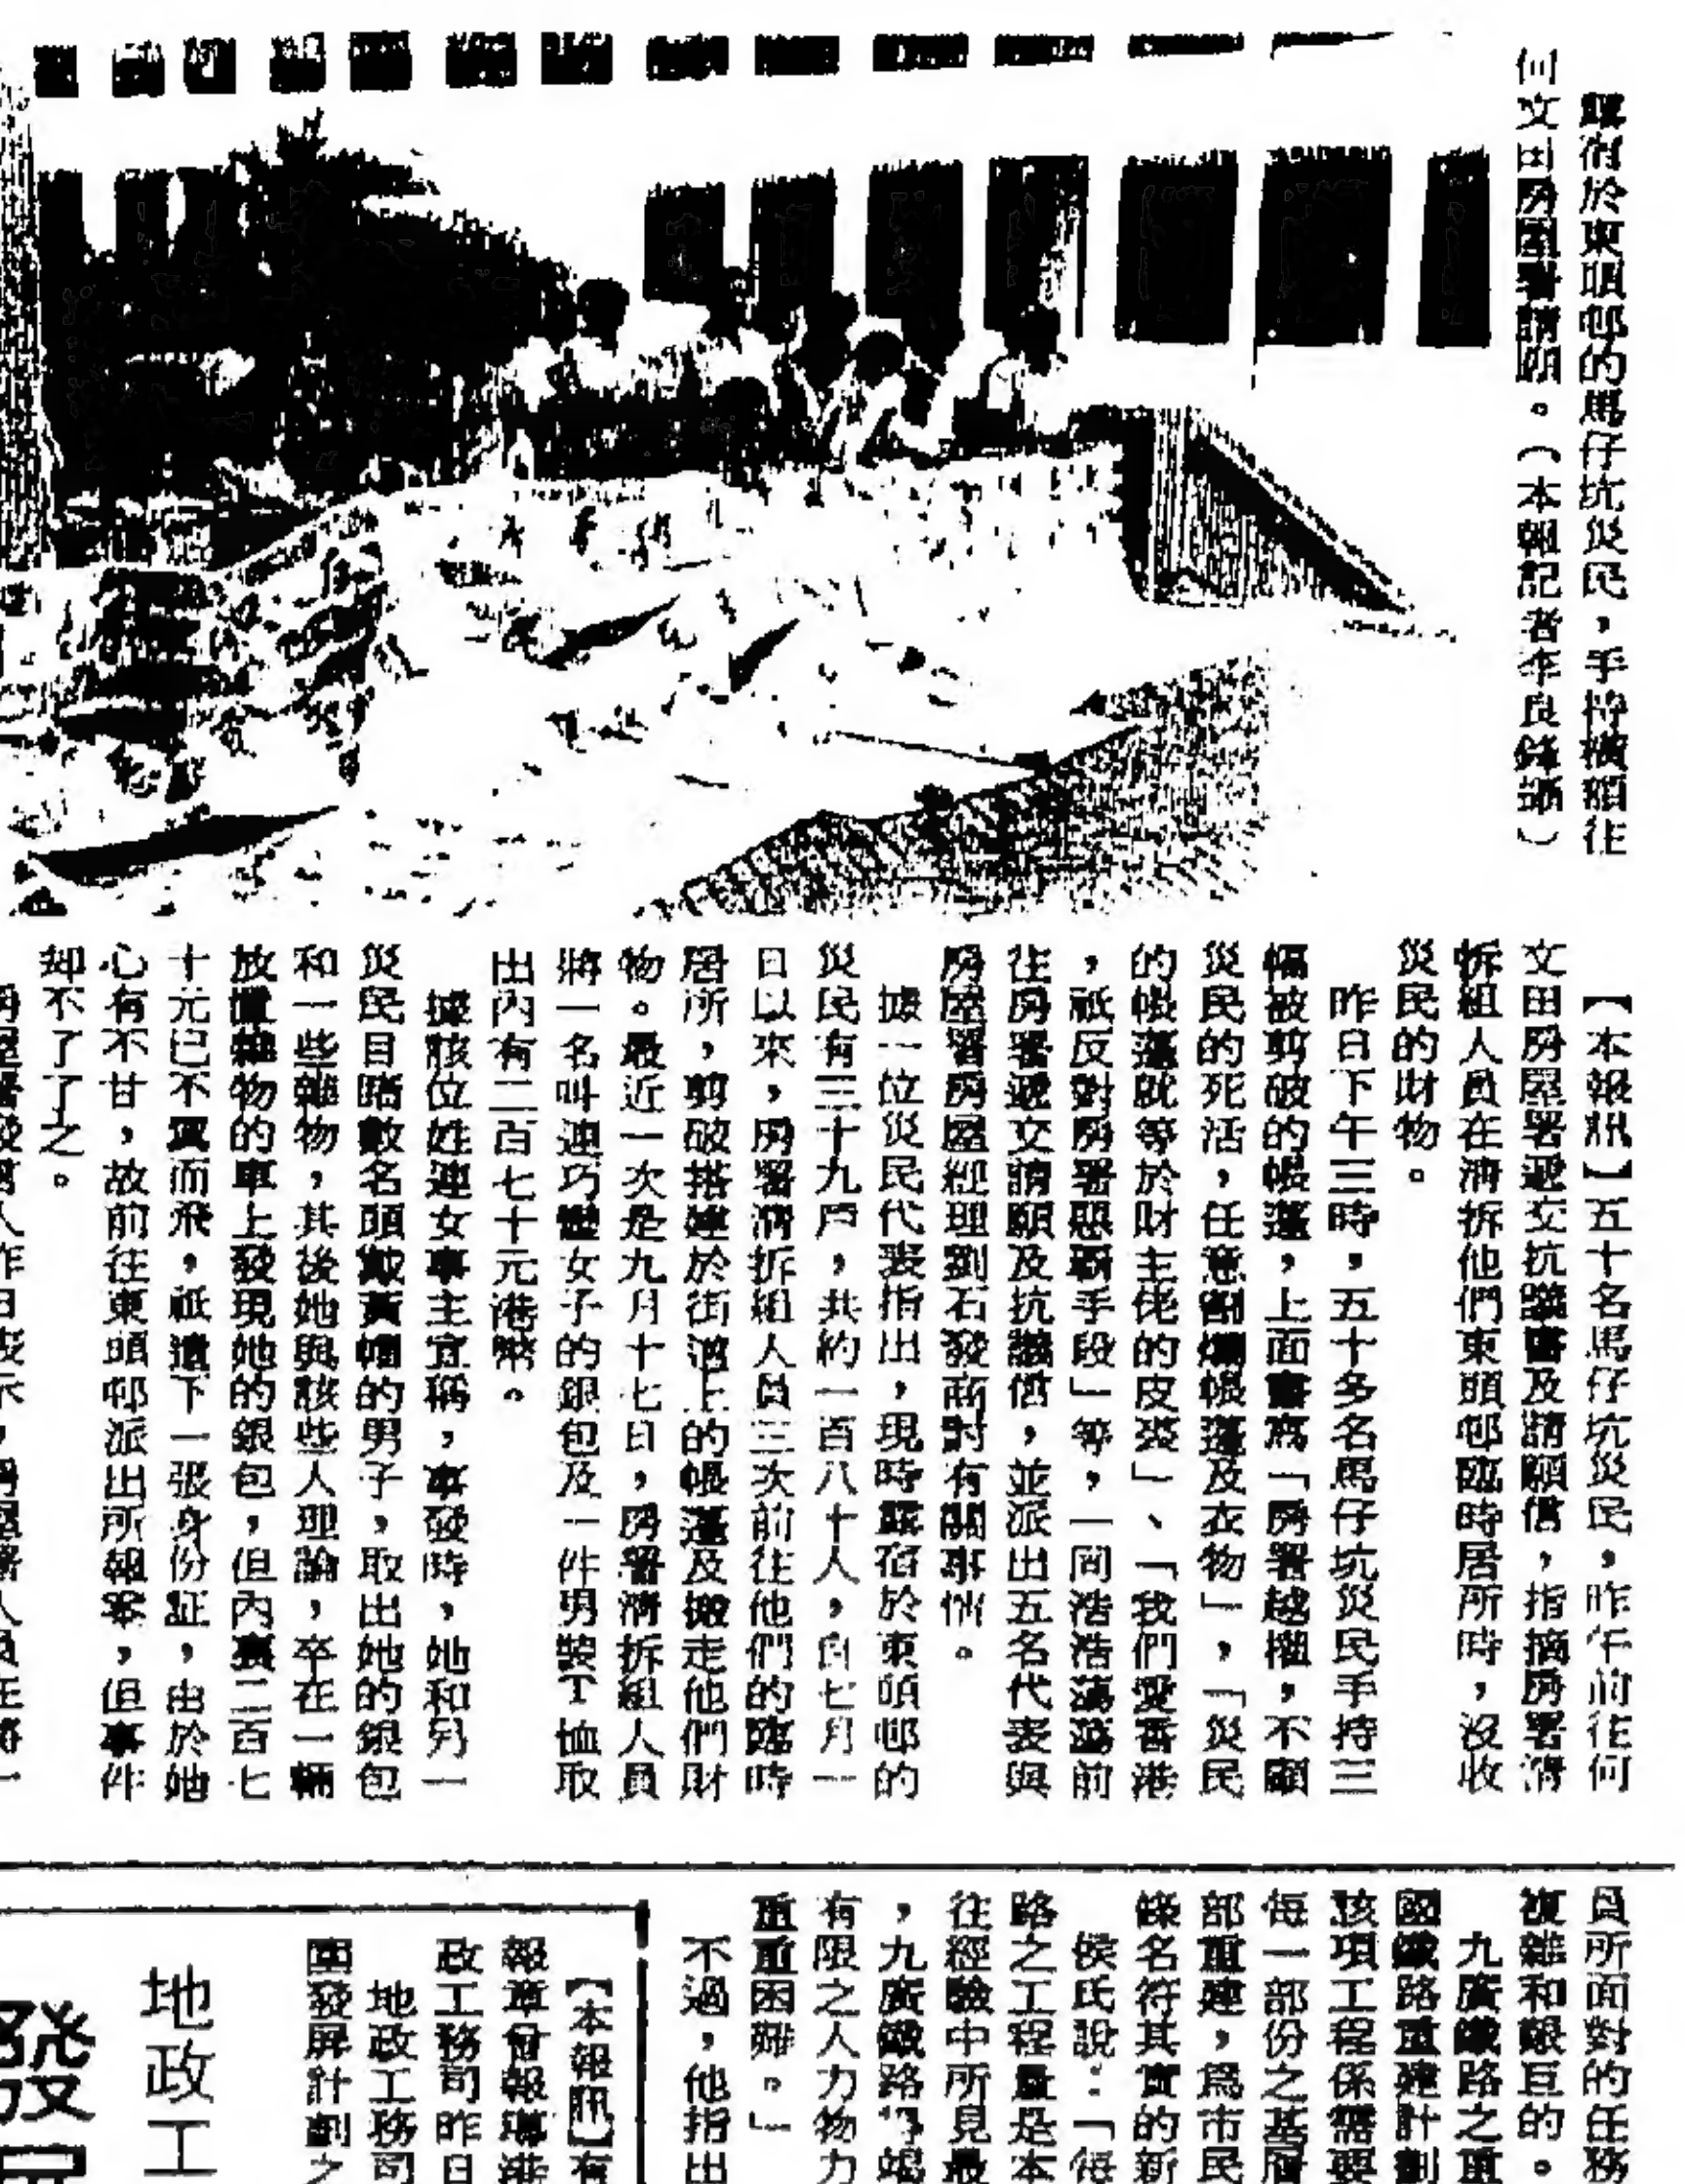 露宿於東頭邨的馬仔坑災民，手持橫額往
何文田房屋署請願。（本報記者李良鋒攝）
【本報訊】五十名馬仔坑災民，昨午前往何
文田房屋署遞交抗議書及請願信，指摘房署清
拆組人員在清拆他們東頭邨臨時居所時，沒收
災民的財物。
昨日下午三時，五十多名馬仔坑災民手持三
幅被剪破的帳蓬，上面書寫「房署越權，不顧
災民的死活，任意割爛帳蓬及衣物」，「災民
的帳蓬就等於財主佬的皮裘」、「我們愛香港
，祇反對房署惡覇手段」等，一同浩浩蕩蕩前
往房署遞交請願及抗議信，並派出五名代表與
房屋署房屋經理劉石發商討有關事情。
據一位災民代表指出，現時露宿於東頭邨的
災民有三十九戶，共約一百八十人，自七月一
日以來，房署清拆組人員三次前往他們的臨時
居所，剪破搭建於街道上的帳蓬及搬走他們財
物。最近一次是九月十七日，房署清拆組人員
將一名叫連巧 女子的銀包及一件男裝T恤取
出內有二百七十元港幣。
據該位姓連女事主宣稱，事發時，她和另一
災民目睹數名頭戴黃帽的男子，取出她的銀包
和一些雜物，其後她與該些人理論，卒在一輛
放置雜物的車上發現她的銀包，但內裏二百七
十元已不翼而飛，祇遺下一張身份証，由於她
心有不甘，故前往東頭邨派出所報案，但事件
却不了了之。
員所面對的任務
複雜和艱巨的。
九廣鐵路之重
國鐵路重建計劃
該項工程係需要
每一部份之基層
部重建，爲市民
條名符其實的新
侯氏說：「每
路之工程量是本
往經驗中所見最
，九廣鐵路 竭
有限之人力物力
重重困難。」
不過，他指出
【本報訊】有
報章曾報導港
政工務司昨日
地政工務司
團發展計劃之
地政工
發展